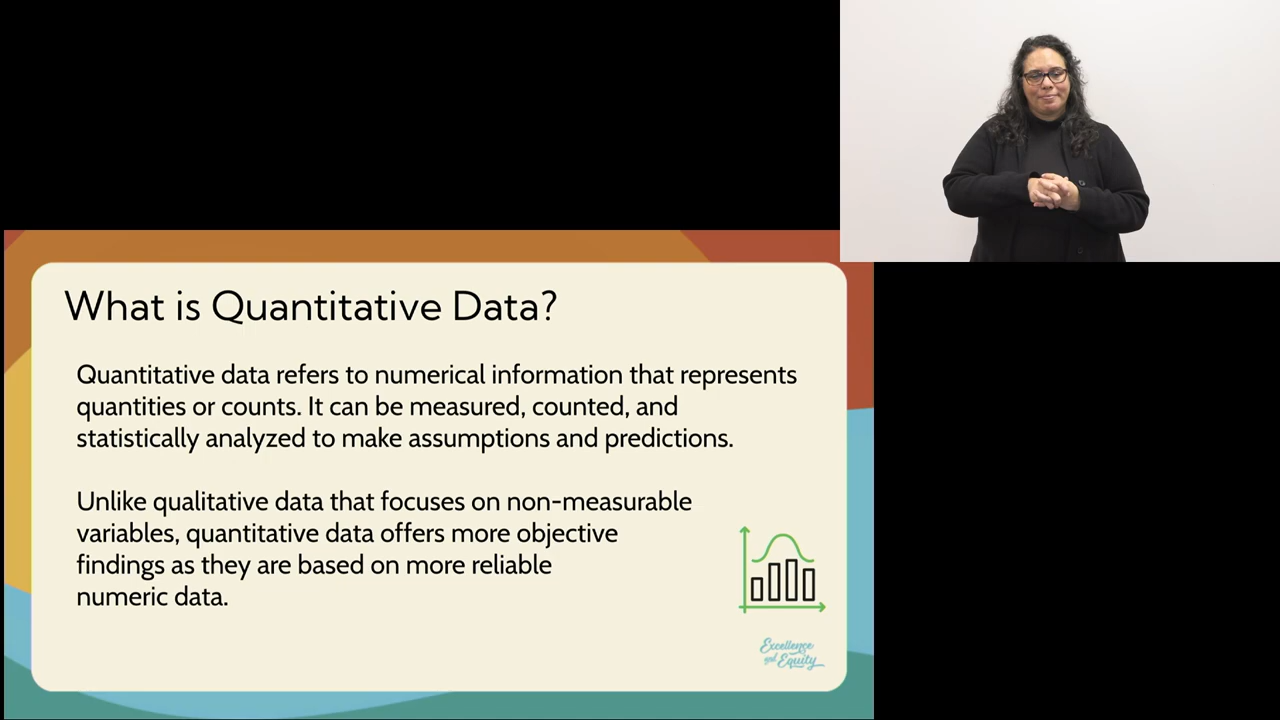 What is Quantitative Data?
Quantitative data refers to numerical information that represents
quantities or counts. It can be measured, counted, and
statistically analyzed to make assumptions and predictions.
Unlike qualitative data that focuses on non-measurable
variables, quantitative data offers more objective
findings as they are based on more reliable
numeric data.
Excellence
and Equity